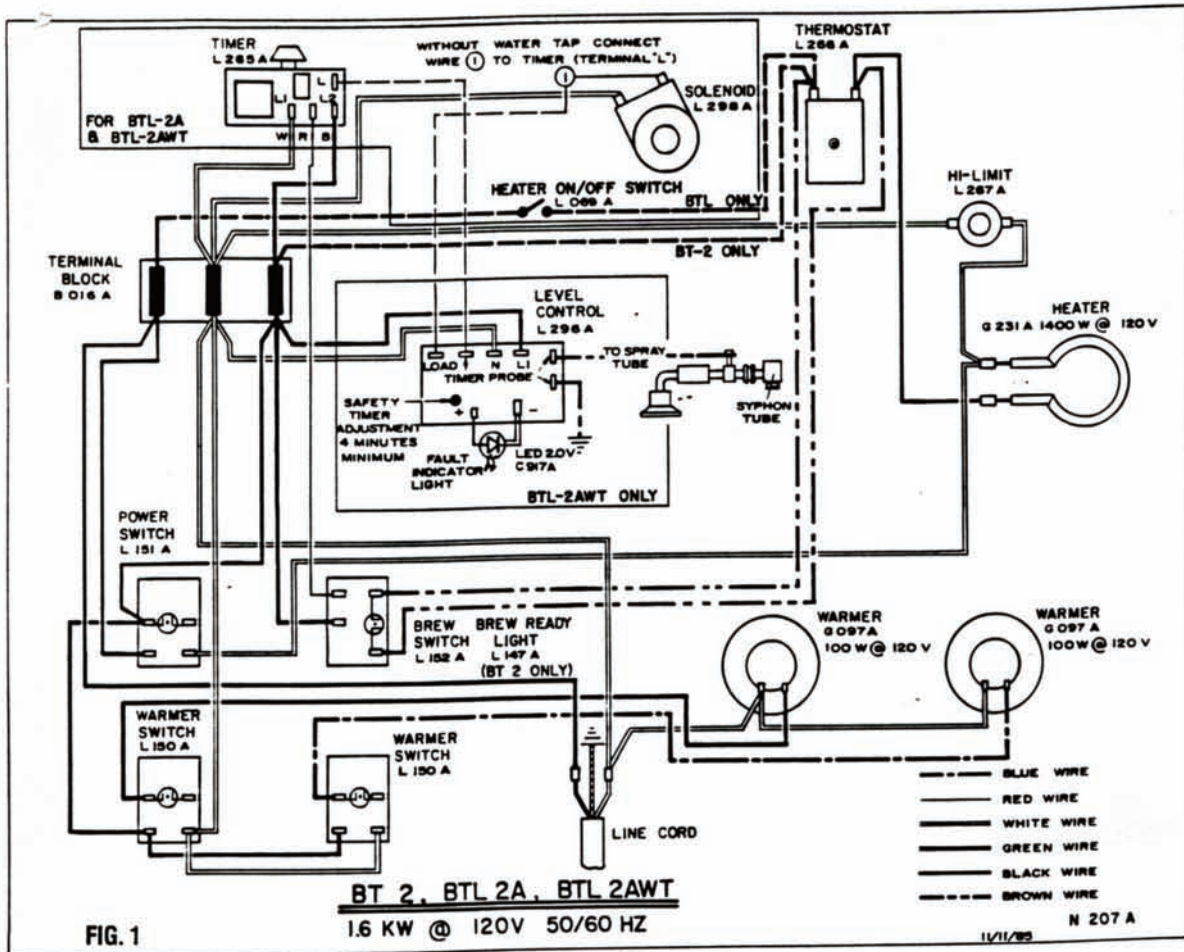 TIMER
L 265A
WITHOUT WATER TAP CONNECT
WIRE 1 TO TIMER (TERMINAL "L")
1
THERMOSTAT
L 266 A
L
L1
L2
SOLENOID
L 298 A
FOR BTL-2A
& BTL-2AWT
W R B
HEATER ON/OFF SWITCH
L 069 A
BTL ONLY
HI-LIMIT
L 267 A
BT-2 ONLY
TERMINAL
BLOCK
B 016 A
LEVEL
CONTROL
L 296 A
HEATER
G 231 A 1400 W @ 120 V
LOAD N L1
TIMER PROBE
TO SPRAY
TUBE
SAFETY
TIMER
ADJUSTMENT
4 MINUTES
MINIMUM
+ -
SYPHON
TUBE
FAULT
INDICATOR
LIGHT
LED 2.0V
C917A
BTL-2AWT ONLY
POWER
SWITCH
L 151 A
BREW
SWITCH
L 152 A
BREW READY
LIGHT
L 147 A
(BT 2 ONLY)
WARMER
G 097 A
100 W @ 120 V
WARMER
G 097 A
100 W @ 120 V
WARMER
SWITCH
L 150 A
WARMER
SWITCH
L 150 A
LINE CORD
BLUE WIRE
RED WIRE
WHITE WIRE
GREEN WIRE
BLACK WIRE
BROWN WIRE
BT 2, BTL 2A, BTL 2AWT
1.6 KW @ 120V 50/60 HZ
N 207 A
FIG. 1
11/11/85